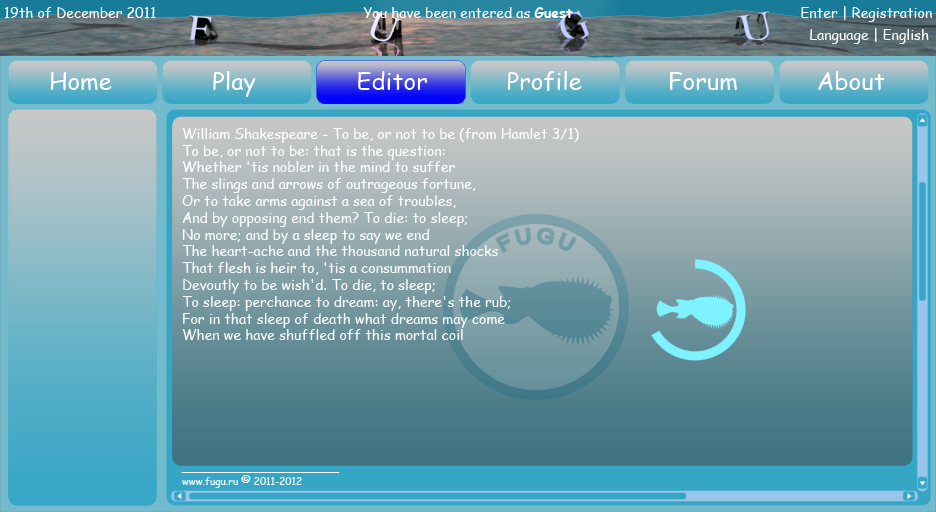 19th of December 2011
You have been entered as Guest
Enter | Registration
F U G U
Language | English
Home
Play
Editor
Profile
Forum
About
William Shakespeare - To be, or not to be (from Hamlet 3/1)
To be, or not to be: that is the question:
Whether 'tis nobler in the mind to suffer
The slings and arrows of outrageous fortune,
Or to take arms against a sea of troubles,
And by opposing end them? To die: to sleep;
No more; and by a sleep to say we end
The heart-ache and the thousand natural shocks
That flesh is heir to, 'tis a consummation
Devoutly to be wish'd. To die, to sleep;
To sleep: perchance to dream: ay, there's the rub;
For in that sleep of death what dreams may come
When we have shuffled off this mortal coil
FUGU
www.fugu.ru © 2011-2012